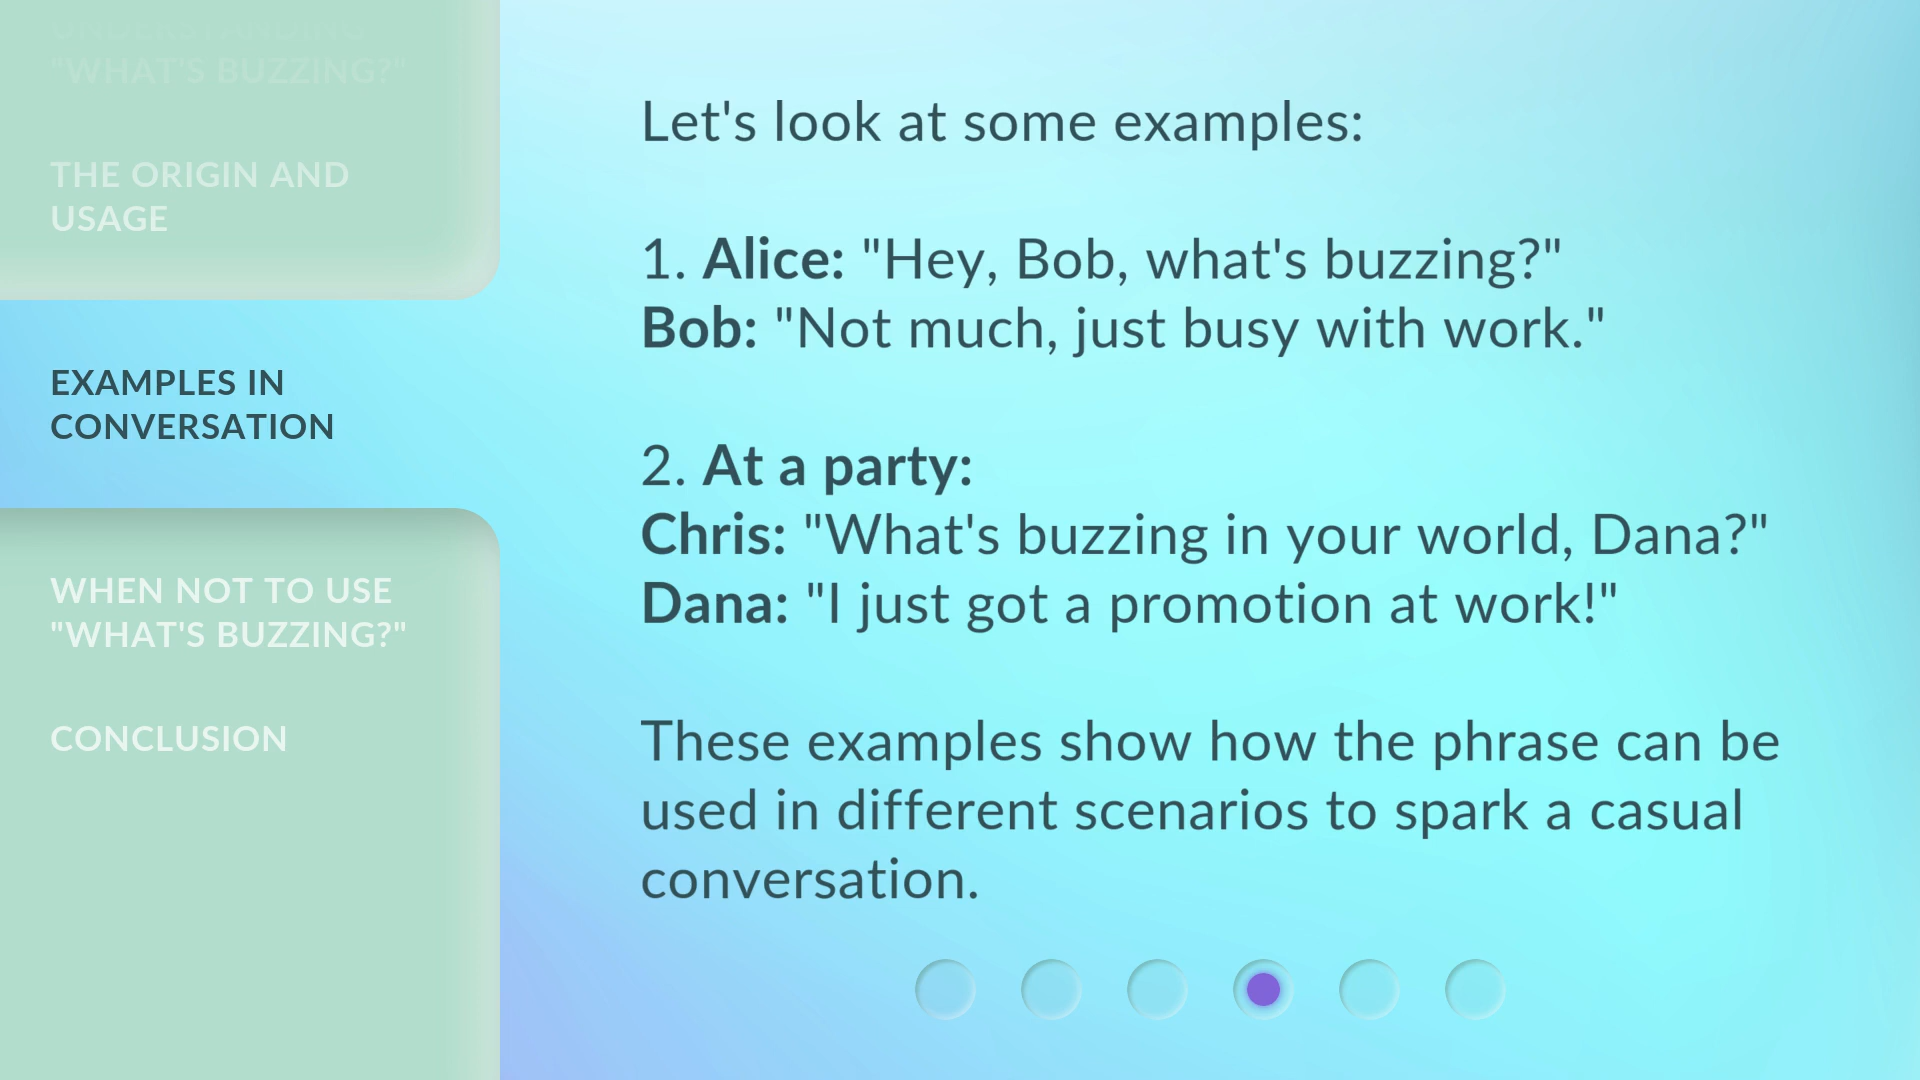 UNDERSTANDING
"WHAT'S BUZZING?"
THE ORIGIN AND
USAGE
EXAMPLES IN
CONVERSATION
WHEN NOT TO USE
"WHAT'S BUZZING?"
CONCLUSION
Let's look at some examples:
1. Alice: "Hey, Bob, what's buzzing?"
Bob: "Not much, just busy with work."
2. At a party:
Chris: "What's buzzing in your world, Dana?"
Dana: "I just got a promotion at work!"
These examples show how the phrase can be
used in different scenarios to spark a casual
conversation.